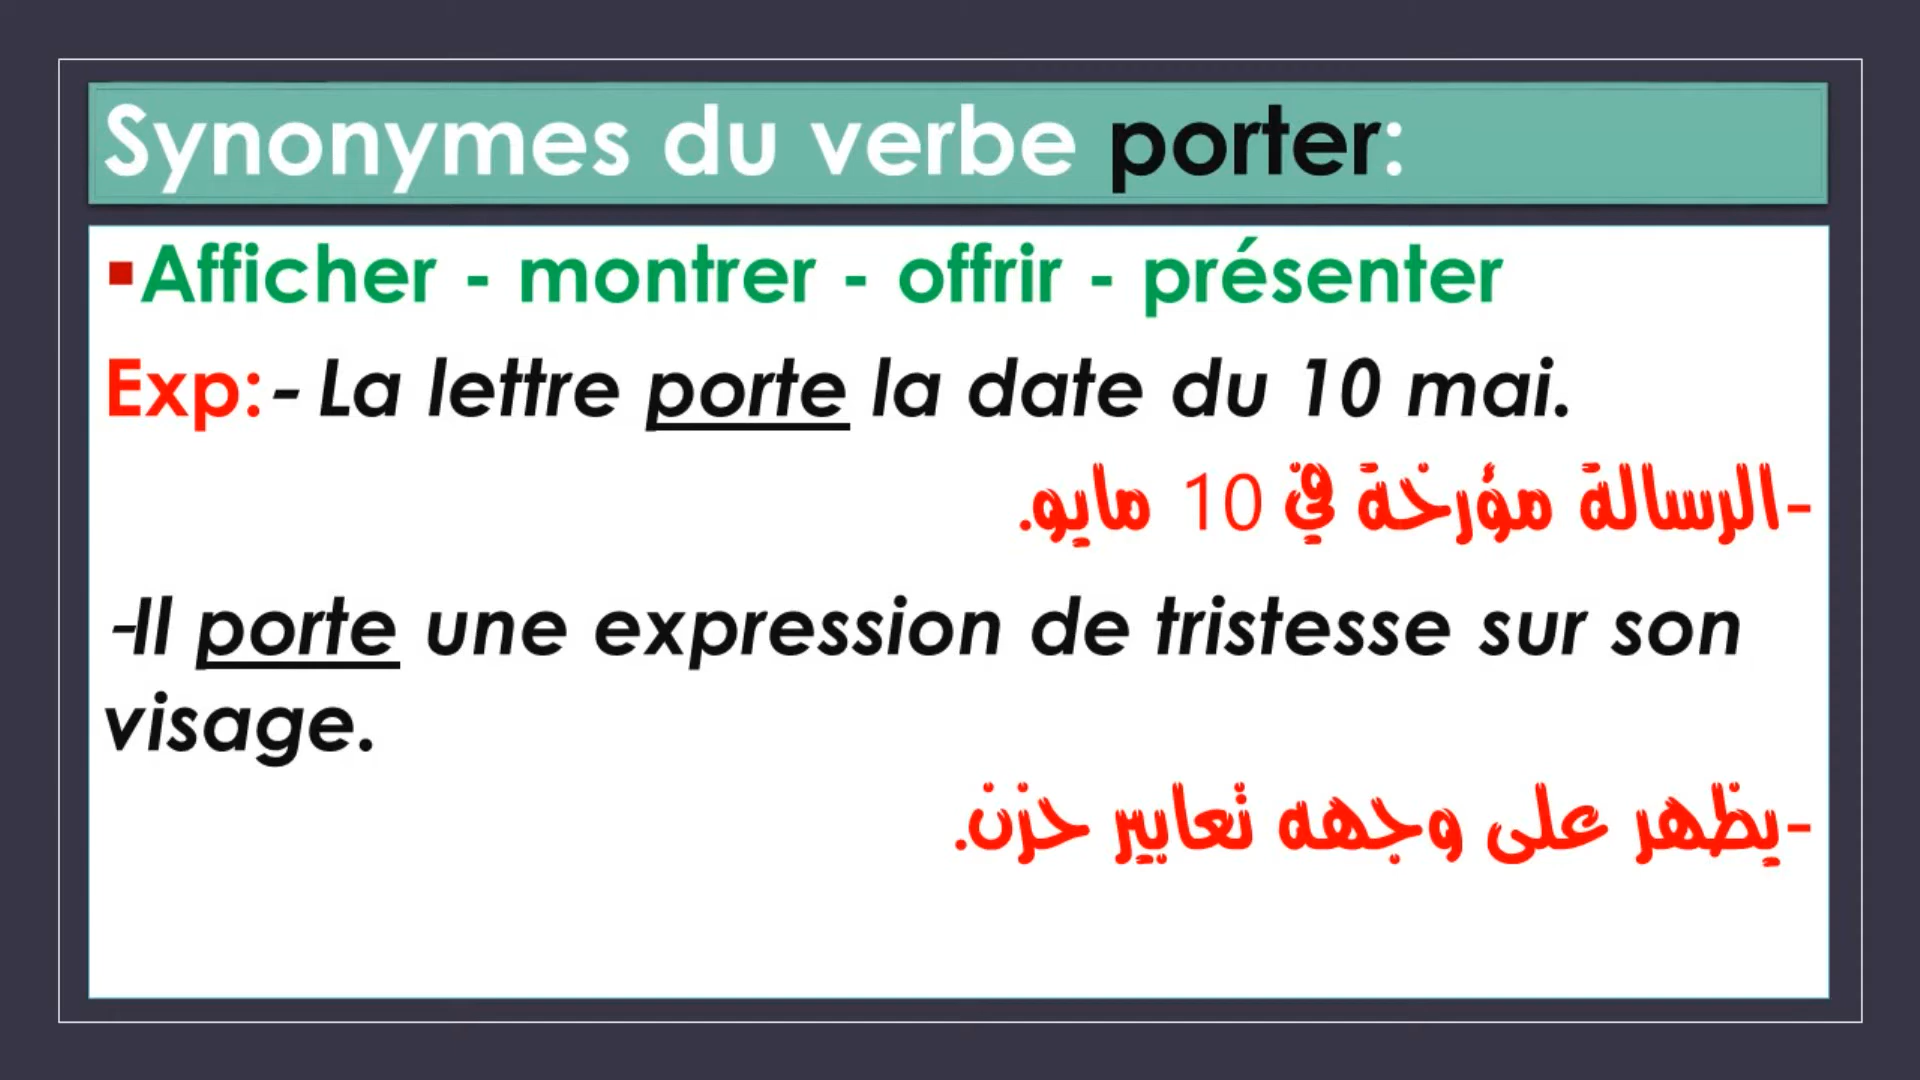 Synonymes du verbe porter:
▪Afficher - montrer - offrir - présenter
Exp:- La lettre porte la date du 10 mai.
-الرسالة مؤرخة في 10 مايو.
-Il porte une expression de tristesse sur son
visage.
-يظهر على وجهه تعابير حزن.